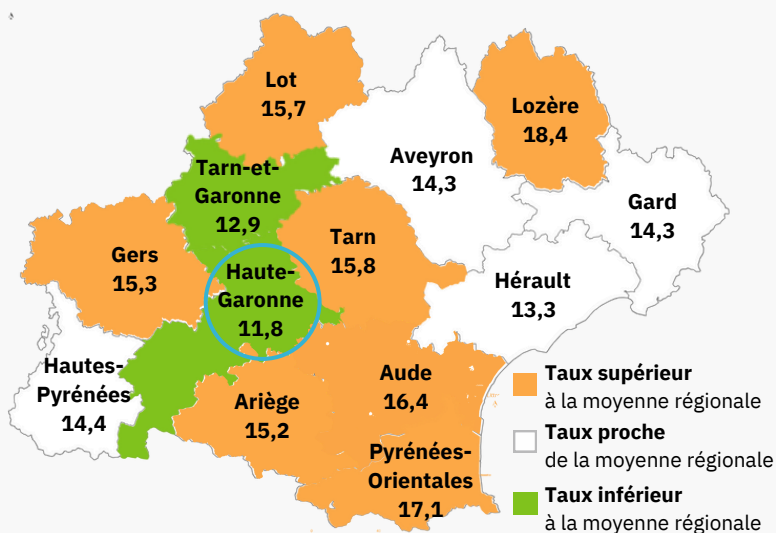 Lot
15,7
Lozère
18,4
Aveyron
14,3
Tarn-et-
Garonne
12,9
Gard
14,3
Tarn
15,8
Gers
15,3
Haute-
Garonne
11,8
Hérault
13,3
Hautes-
Pyrénées
14,4
Ariège
15,2
Aude
16,4
Pyrénées-
Orientales
17,1
Taux supérieur
à la moyenne régionale
Taux proche
de la moyenne régionale
Taux inférieur
à la moyenne régionale